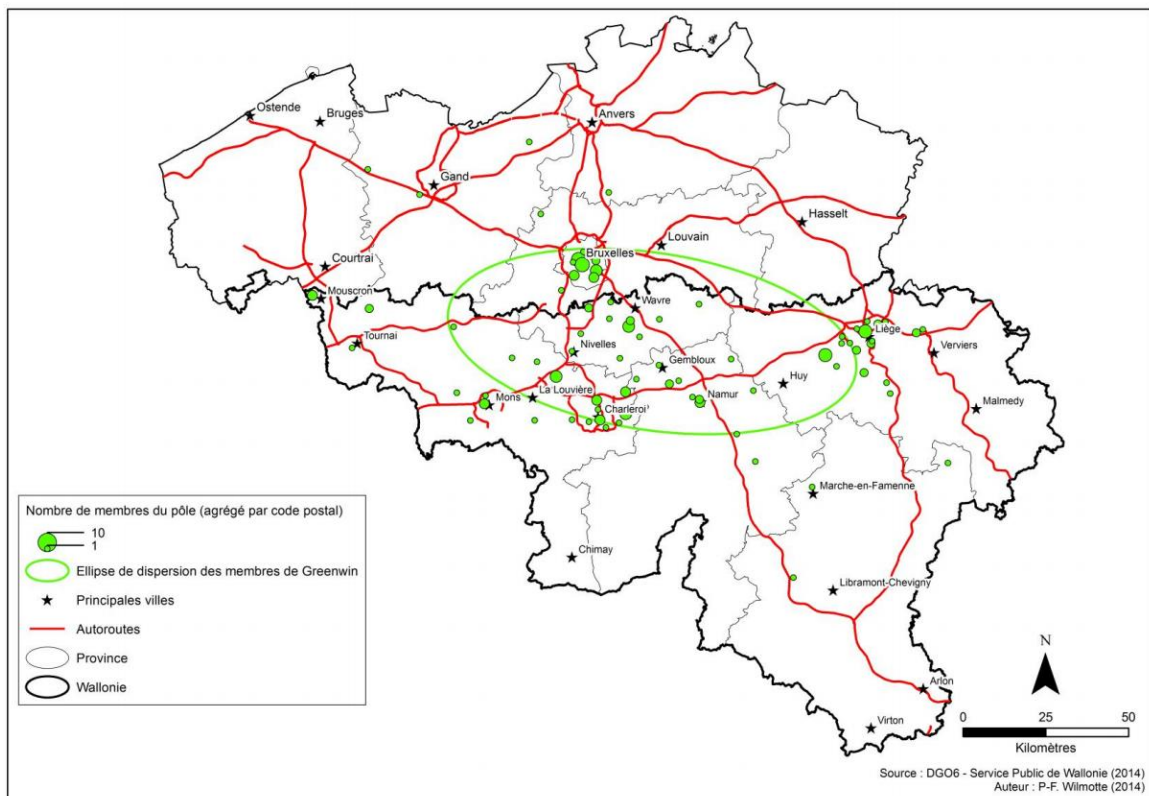 Ostende
Bruges
Anvers
Gand
Hasselt
Louvain
Bruxelles
Courtrai
Mouscron
Wavre
Tournai
Nivelles
Liège
Verviers
Gembloux
Huy
Mons
La Louvière
Namur
Charleroi
Malmedy
Marche-en-Famenne
Chimay
Libramont-Chevigny
Arlon
Virton
Nombre de membres du pôle (agrégé par code postal)
10
1
Ellipse de dispersion des membres de Greenwin
Principales villes
Autoroutes
Province
Wallonie
N
0 25 50
Kilomètres
Source : DGO6 - Service Public de Wallonie (2014)
Auteur : P-F. Wilmotte (2014)